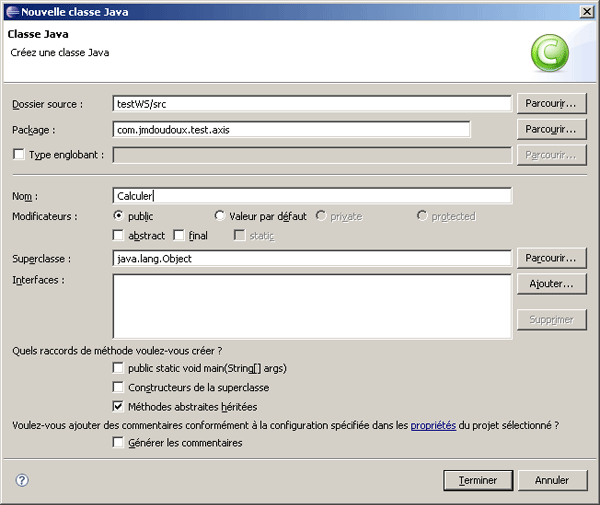 Nouvelle classe Java
Classe Java
Créez une classe Java
Dossier source : testWS/src Parcourir...
Package : com.jmdoudoux.test.axis Parcourir...
Type englobant : Parcourir...
Nom : Calculer
Modificateurs : public Valeur par défaut private protected
abstract final static
Superclasse : java.lang.Object Parcourir...
Interfaces : Ajouter...
Supprimer
Quels raccords de méthode voulez-vous créer ?
public static void main(String[] args)
Constructeurs de la superclasse
Méthodes abstraites héritées
Voulez-vous ajouter des commentaires conformément à la configuration spécifiée dans les propriétés du projet sélectionné ?
Générer les commentaires
? Terminer Annuler